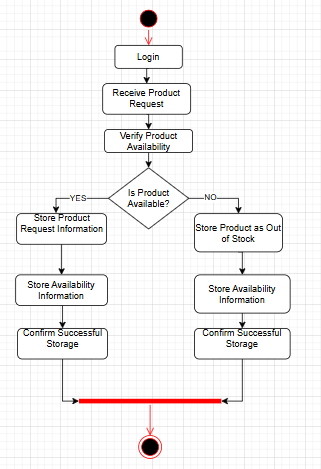 Login
Receive Product
Request
Verify Product
Availability
Is Product
Available?
YES
NO
Store Product
Request Information
Store Product as Out
of Stock
Store Availability
Information
Store Availability
Information
Confirm Successful
Storage
Confirm Successful
Storage